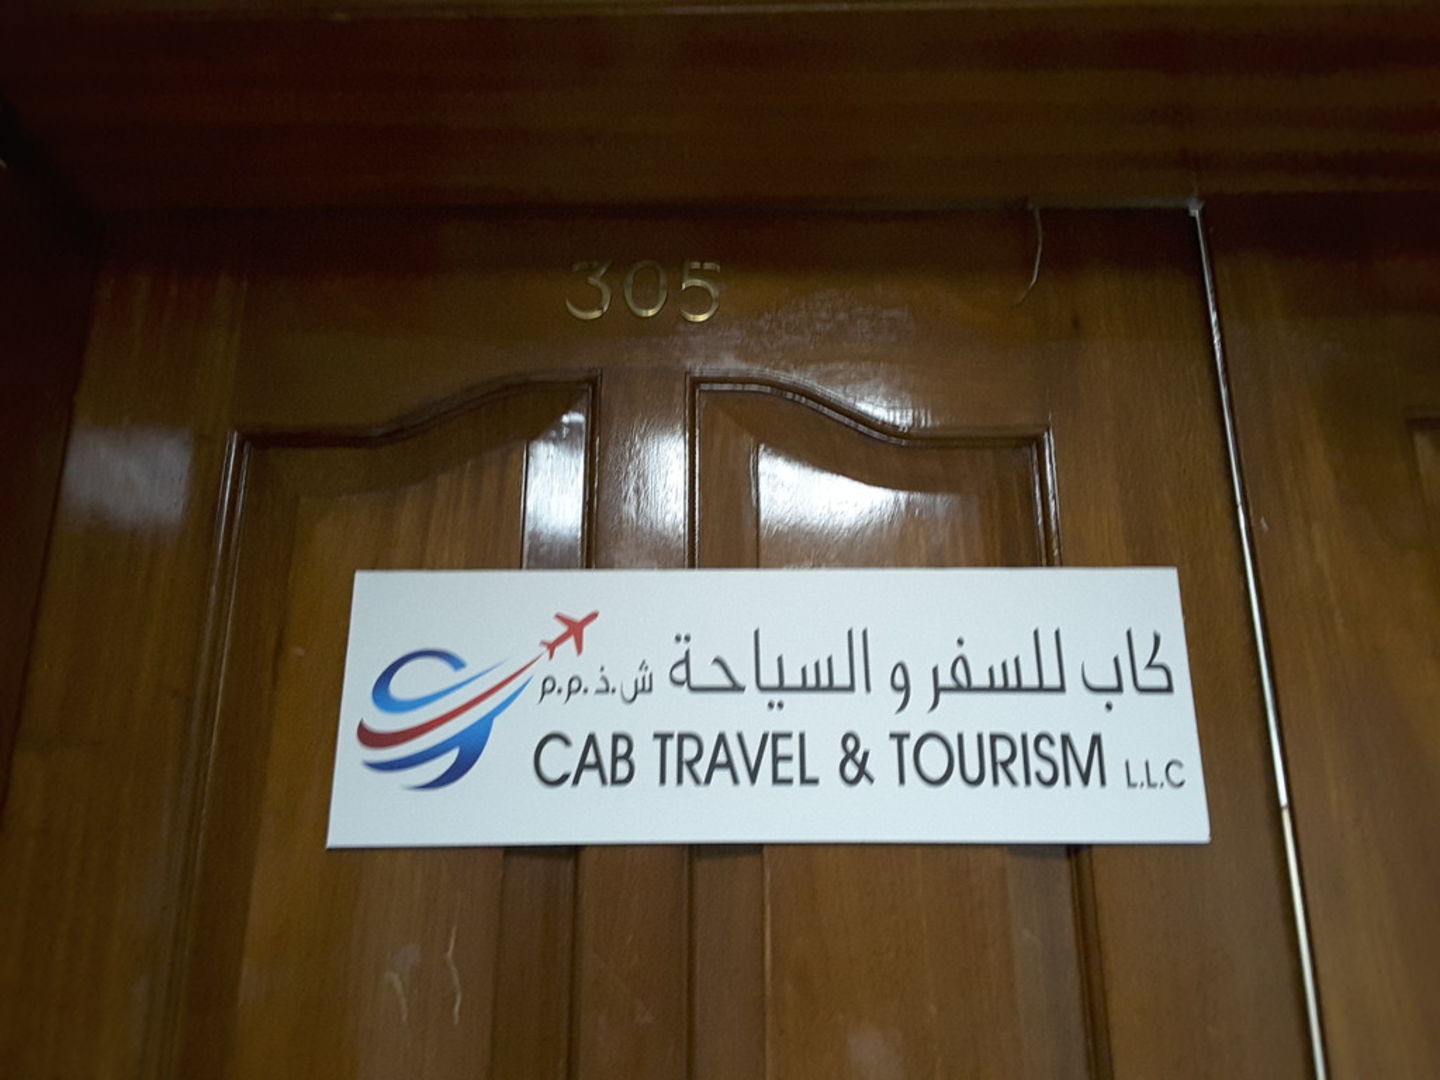 305
كاب للسفر و السياحة ش.ذ.م.م
CAB TRAVEL & TOURISM L.L.C